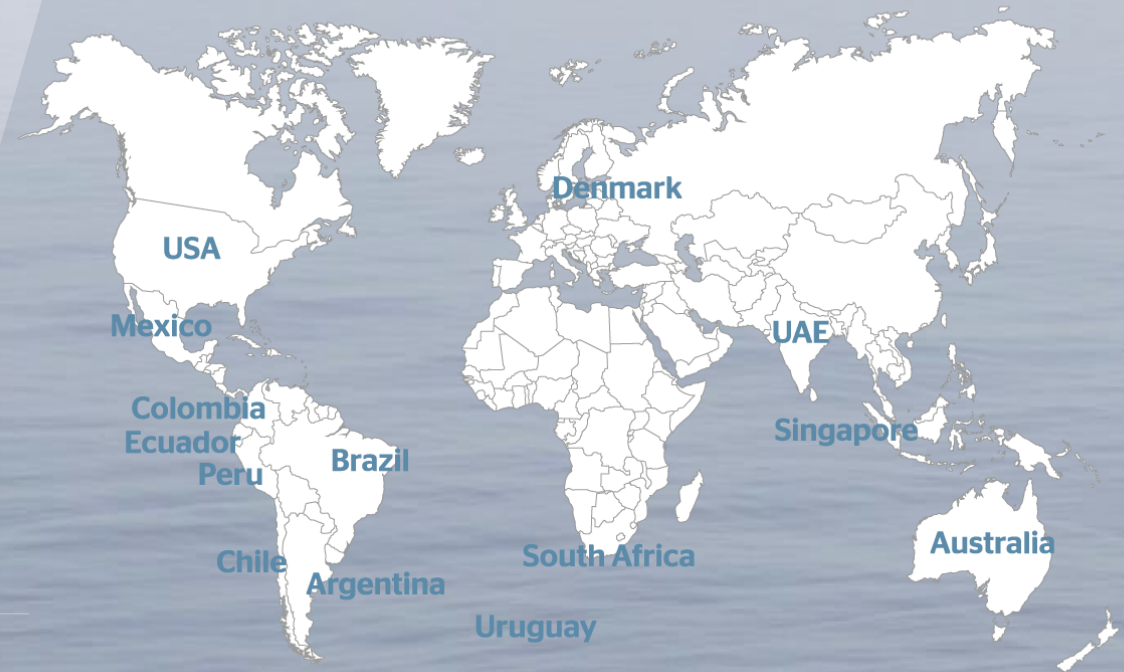 Denmark
USA
Mexico
UAE
Colombia
Singapore
Ecuador
Brazil
Peru
Australia
South Africa
Chile
Argentina
Uruguay